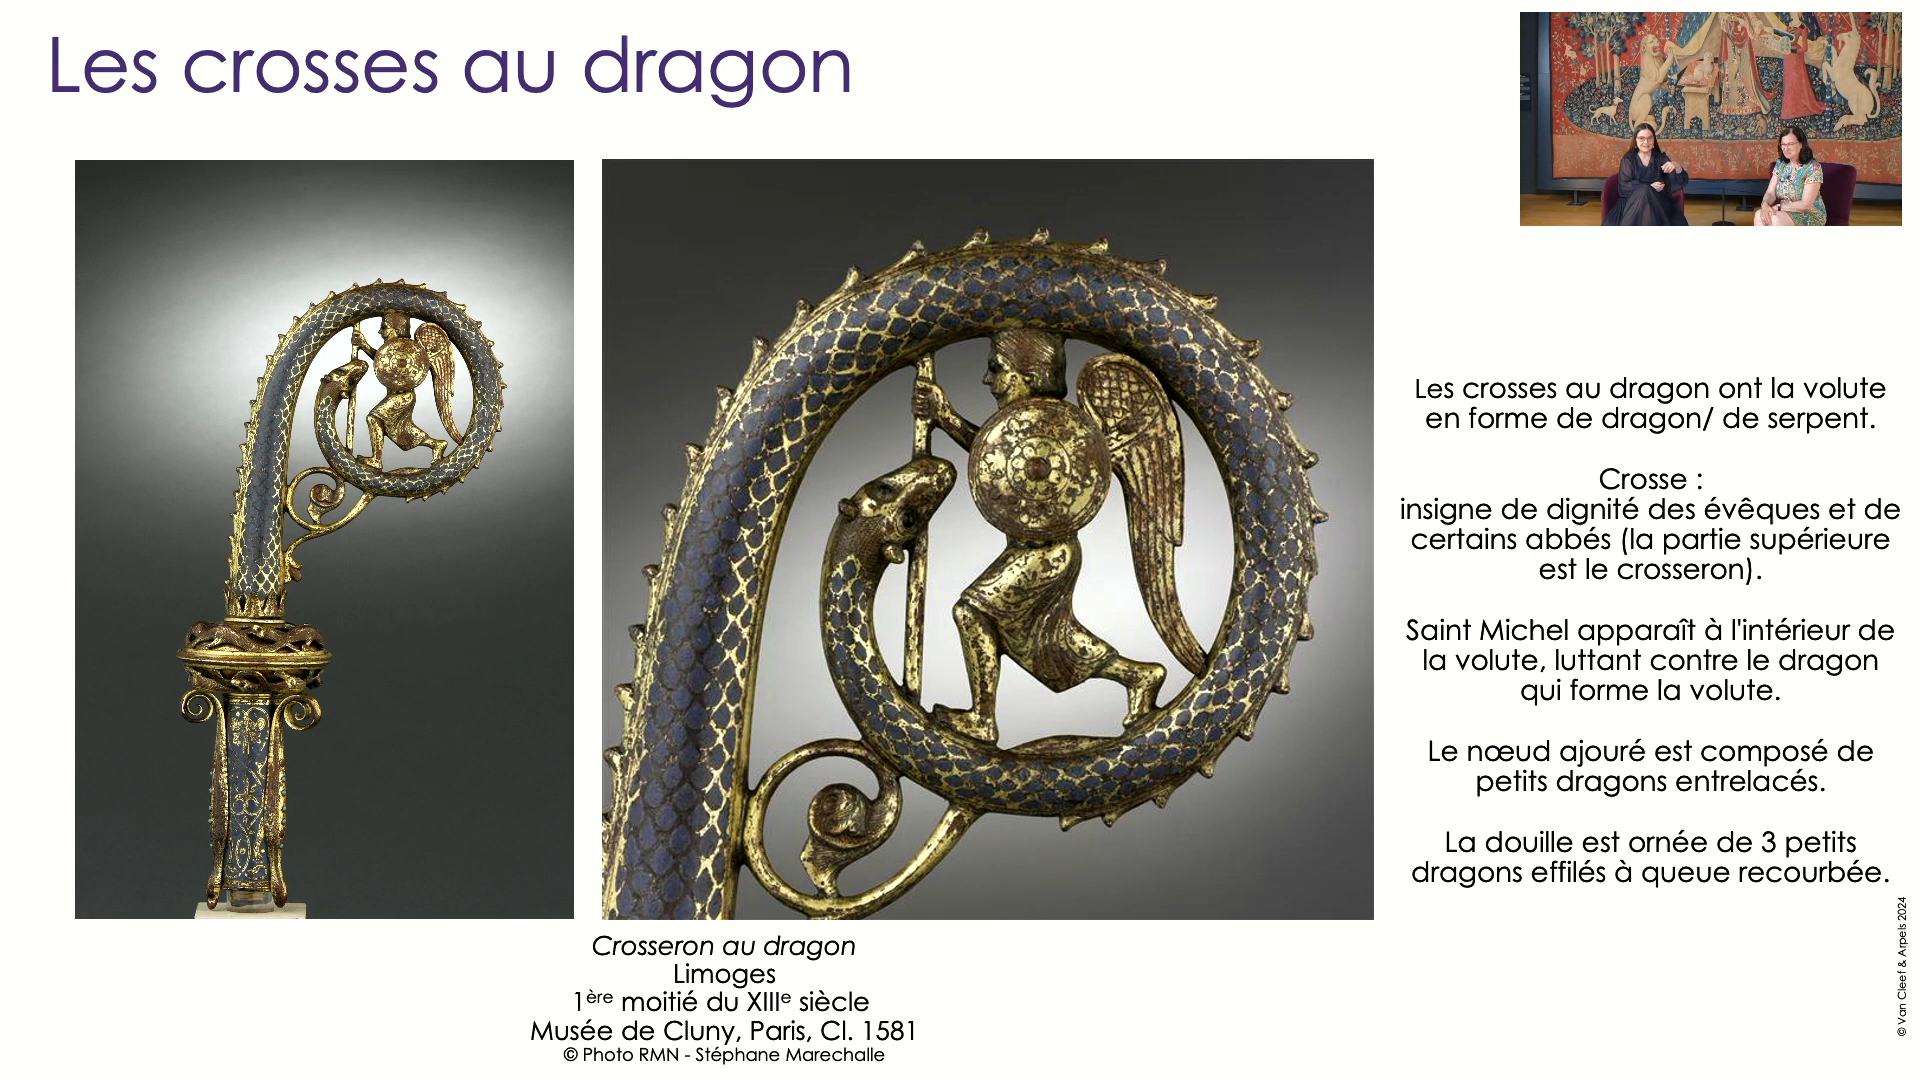 Les crosses au dragon
Les crosses au dragon ont la volute
en forme de dragon/ de serpent.
Crosse :
insigne de dignité des évêques et de
certains abbés (la partie supérieure
est le crosseron).
Saint Michel apparaît à l'intérieur de
la volute, luttant contre le dragon
qui forme la volute.
Le nœud ajouré est composé de
petits dragons entrelacés.
La douille est ornée de 3 petits
dragons effilés à queue recourbée.
Crosseron au dragon
Limoges
1ère moitié du XIIIe siècle
Musée de Cluny, Paris, Cl. 1581
© Photo RMN - Stéphane Marechalle
© Van Cleef & Arpels 2024